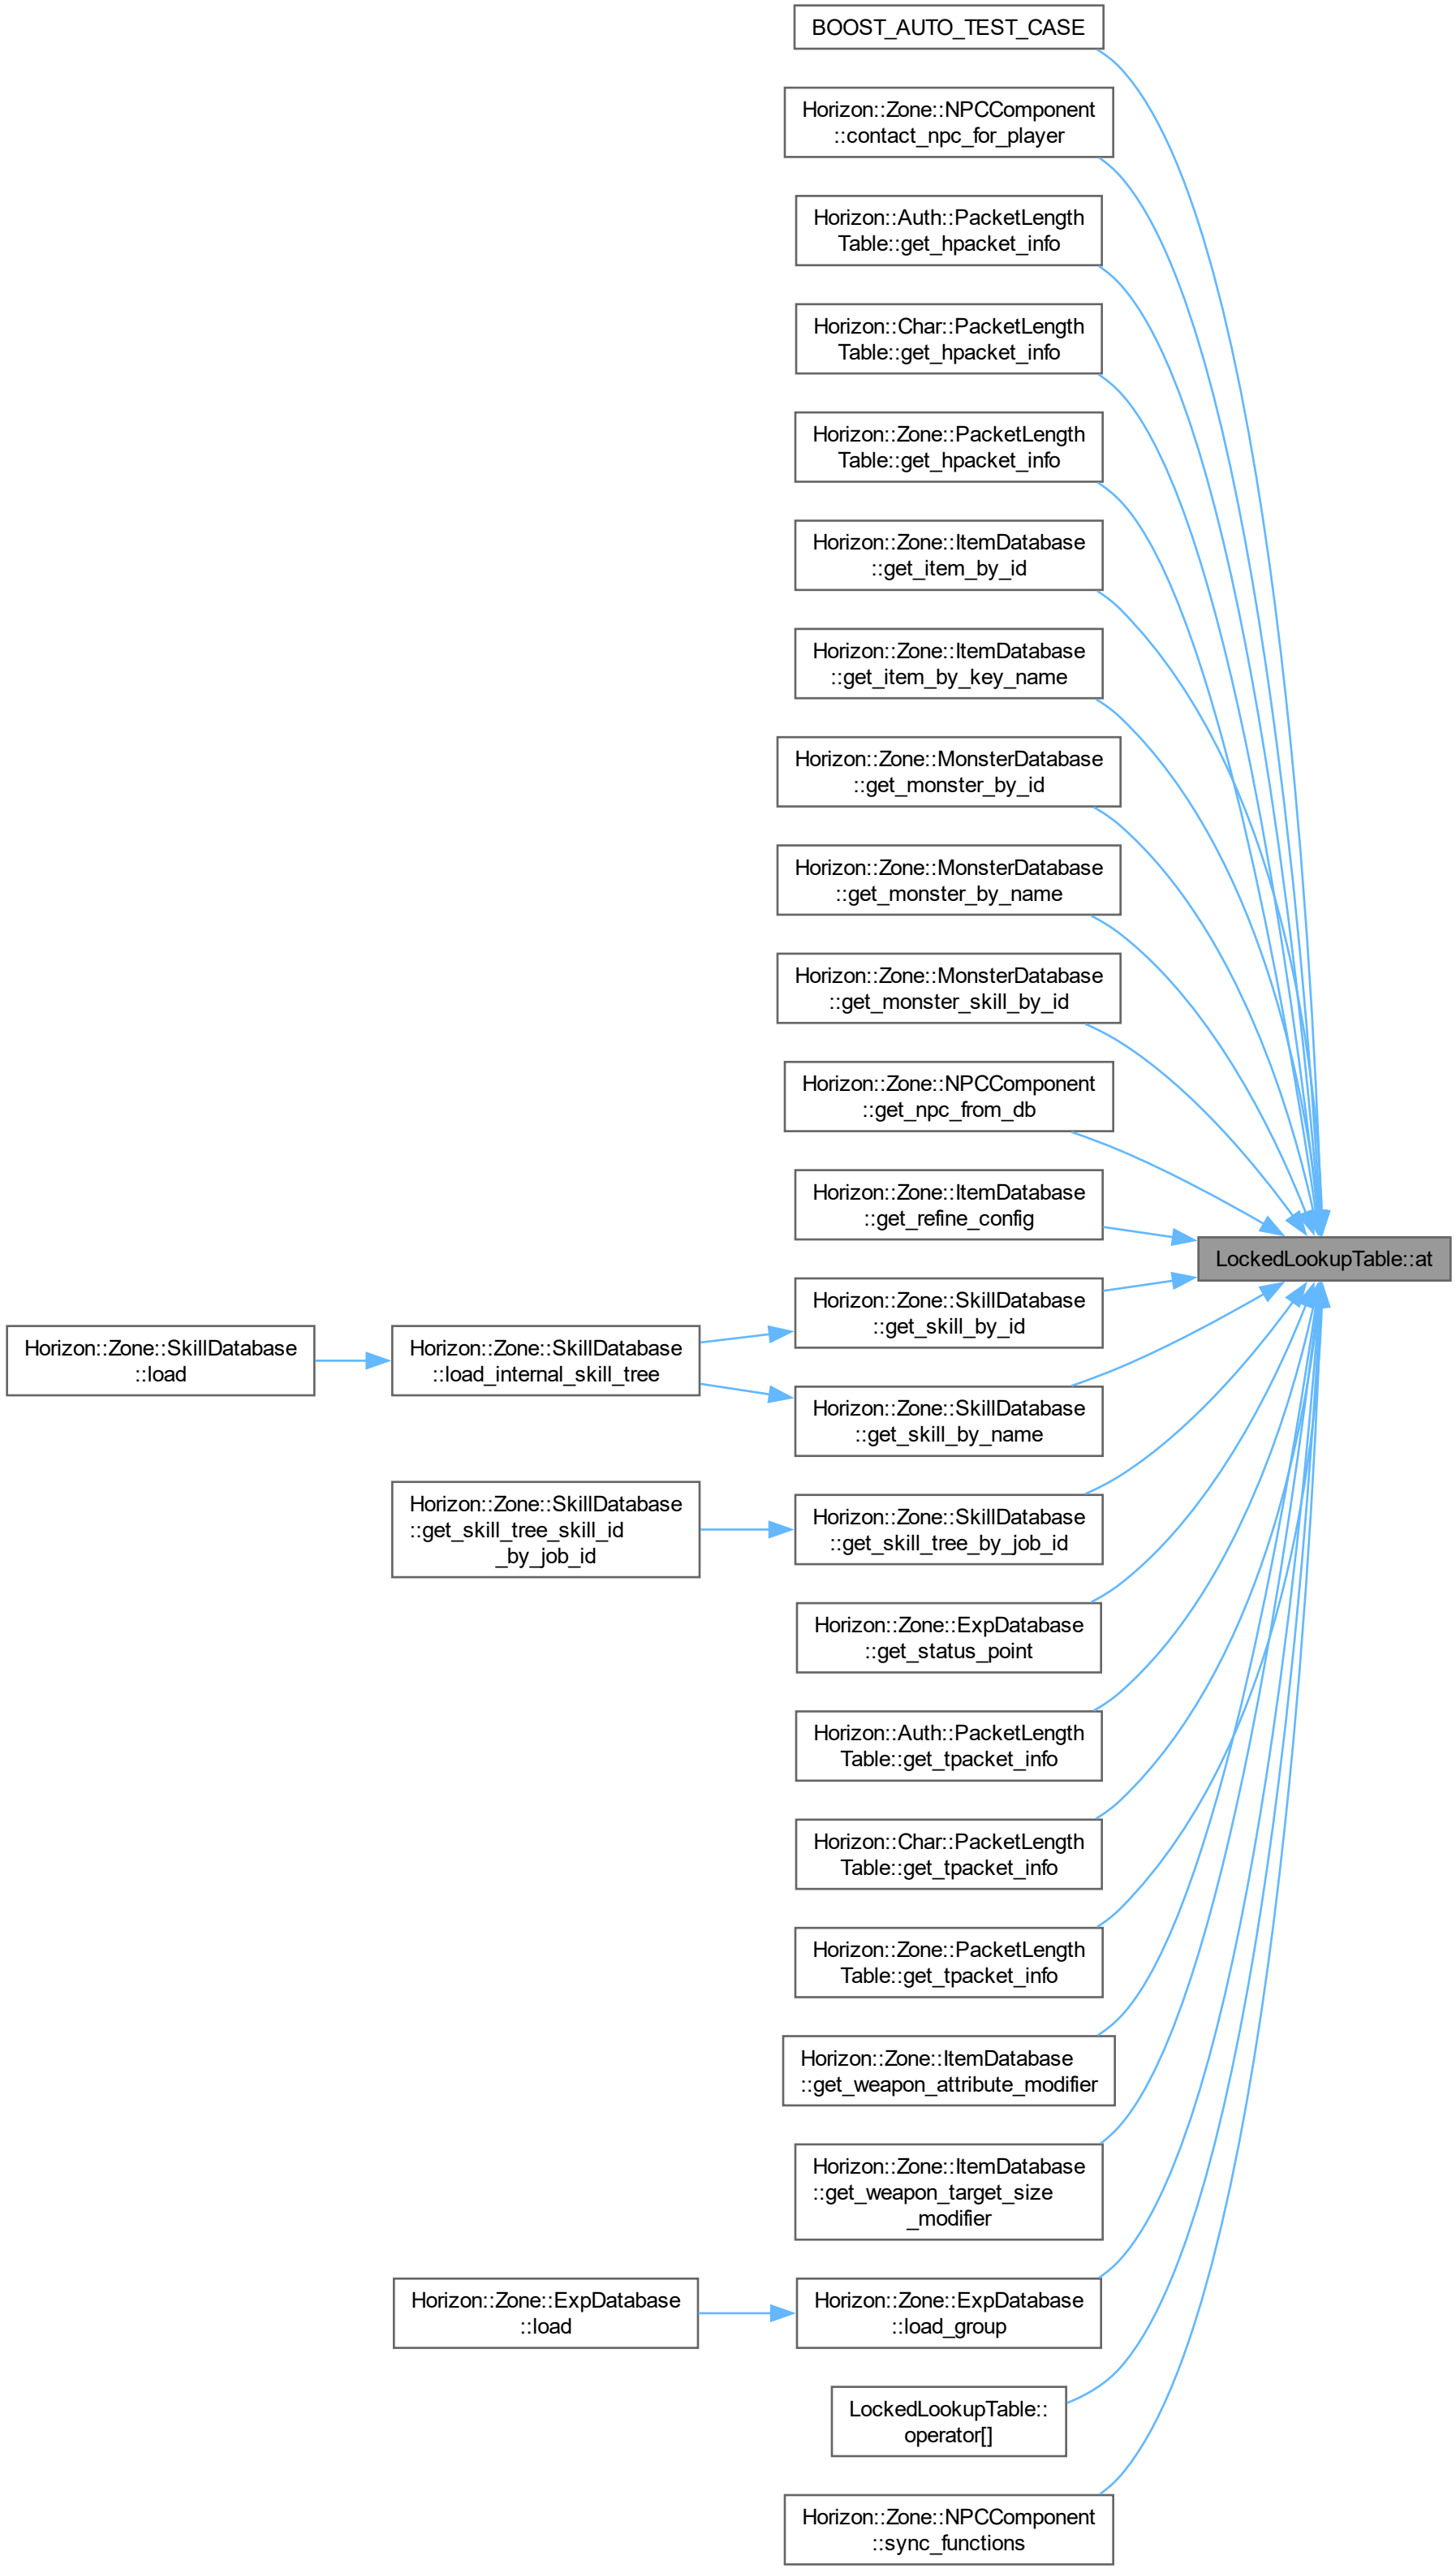 BOOST_AUTO_TEST_CASE
Horizon::Zone::NPCComponent
::contact_npc_for_player
Horizon::Auth::PacketLength
Table::get_hpacket_info
Horizon::Char::PacketLength
Table::get_hpacket_info
Horizon::Zone::PacketLength
Table::get_hpacket_info
Horizon::Zone::ItemDatabase
::get_item_by_id
Horizon::Zone::ItemDatabase
::get_item_by_key_name
Horizon::Zone::MonsterDatabase
::get_monster_by_id
Horizon::Zone::MonsterDatabase
::get_monster_by_name
Horizon::Zone::MonsterDatabase
::get_monster_skill_by_id
Horizon::Zone::NPCComponent
::get_npc_from_db
Horizon::Zone::ItemDatabase
::get_refine_config
LockedLookupTable::at
Horizon::Zone::SkillDatabase
::get_skill_by_id
Horizon::Zone::SkillDatabase
::load
Horizon::Zone::SkillDatabase
::load_internal_skill_tree
Horizon::Zone::SkillDatabase
::get_skill_by_name
Horizon::Zone::SkillDatabase
::get_skill_tree_skill_id
_by_job_id
Horizon::Zone::SkillDatabase
::get_skill_tree_by_job_id
Horizon::Zone::ExpDatabase
::get_status_point
Horizon::Auth::PacketLength
Table::get_tpacket_info
Horizon::Char::PacketLength
Table::get_tpacket_info
Horizon::Zone::PacketLength
Table::get_tpacket_info
Horizon::Zone::ItemDatabase
::get_weapon_attribute_modifier
Horizon::Zone::ItemDatabase
::get_weapon_target_size
_modifier
Horizon::Zone::ExpDatabase
::load
Horizon::Zone::ExpDatabase
::load_group
LockedLookupTable::
operator[]
Horizon::Zone::NPCComponent
::sync_functions